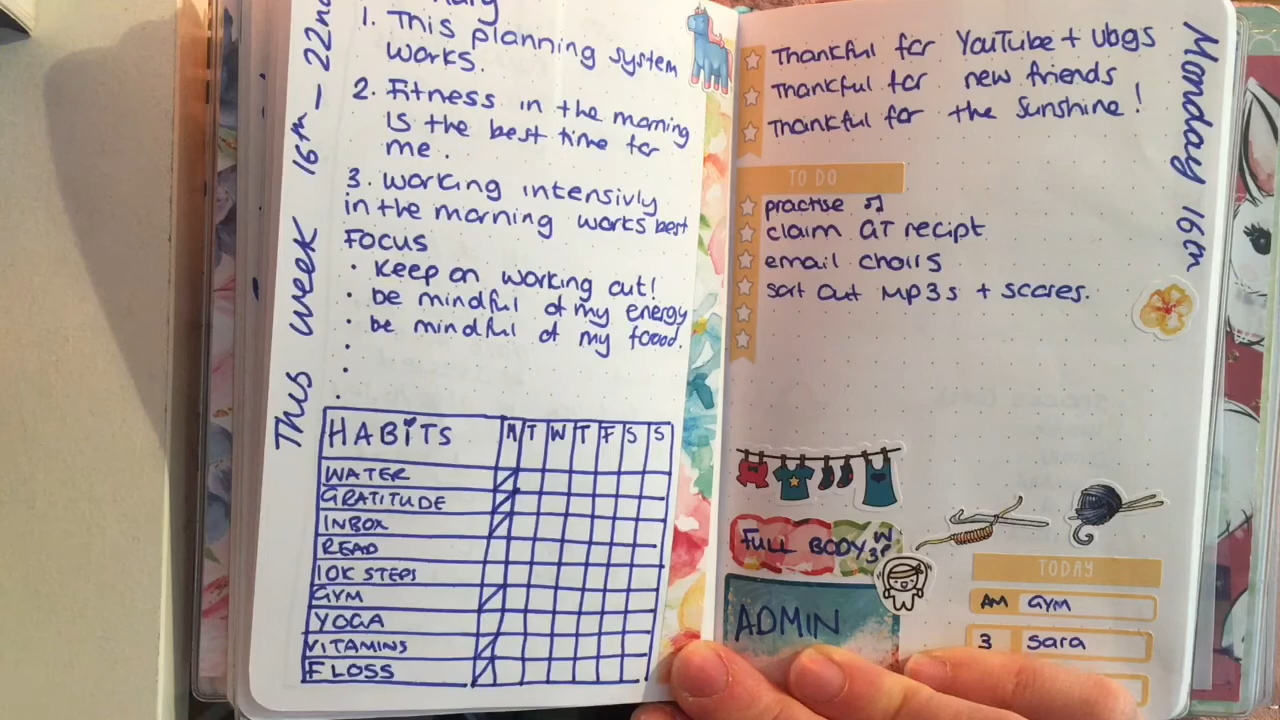 This week 16th - 22nd
1. This planning system
works.
2. Fitness in the morning
is the best time for
me.
3. working intensivly
in the morning works best
Focus
• Keep on working out!
• be mindful of my energy
• be mindful of my foood.
HABITS M T W T F S S
WATER
GRATITUDE
INBOX
READ
10K STEPS
GYM
YOGA
VITAMINS
FLOSS
Monday 16th
Thankful for YouTube + ubgs
Thankful for new friends
Thankful for the sunshine!
TO DO
practise
claim GT recipt
email choirs
sort out MP3s + scores.
FULL BODY
ADMIN
TODAY
AM GYM
3 Sara